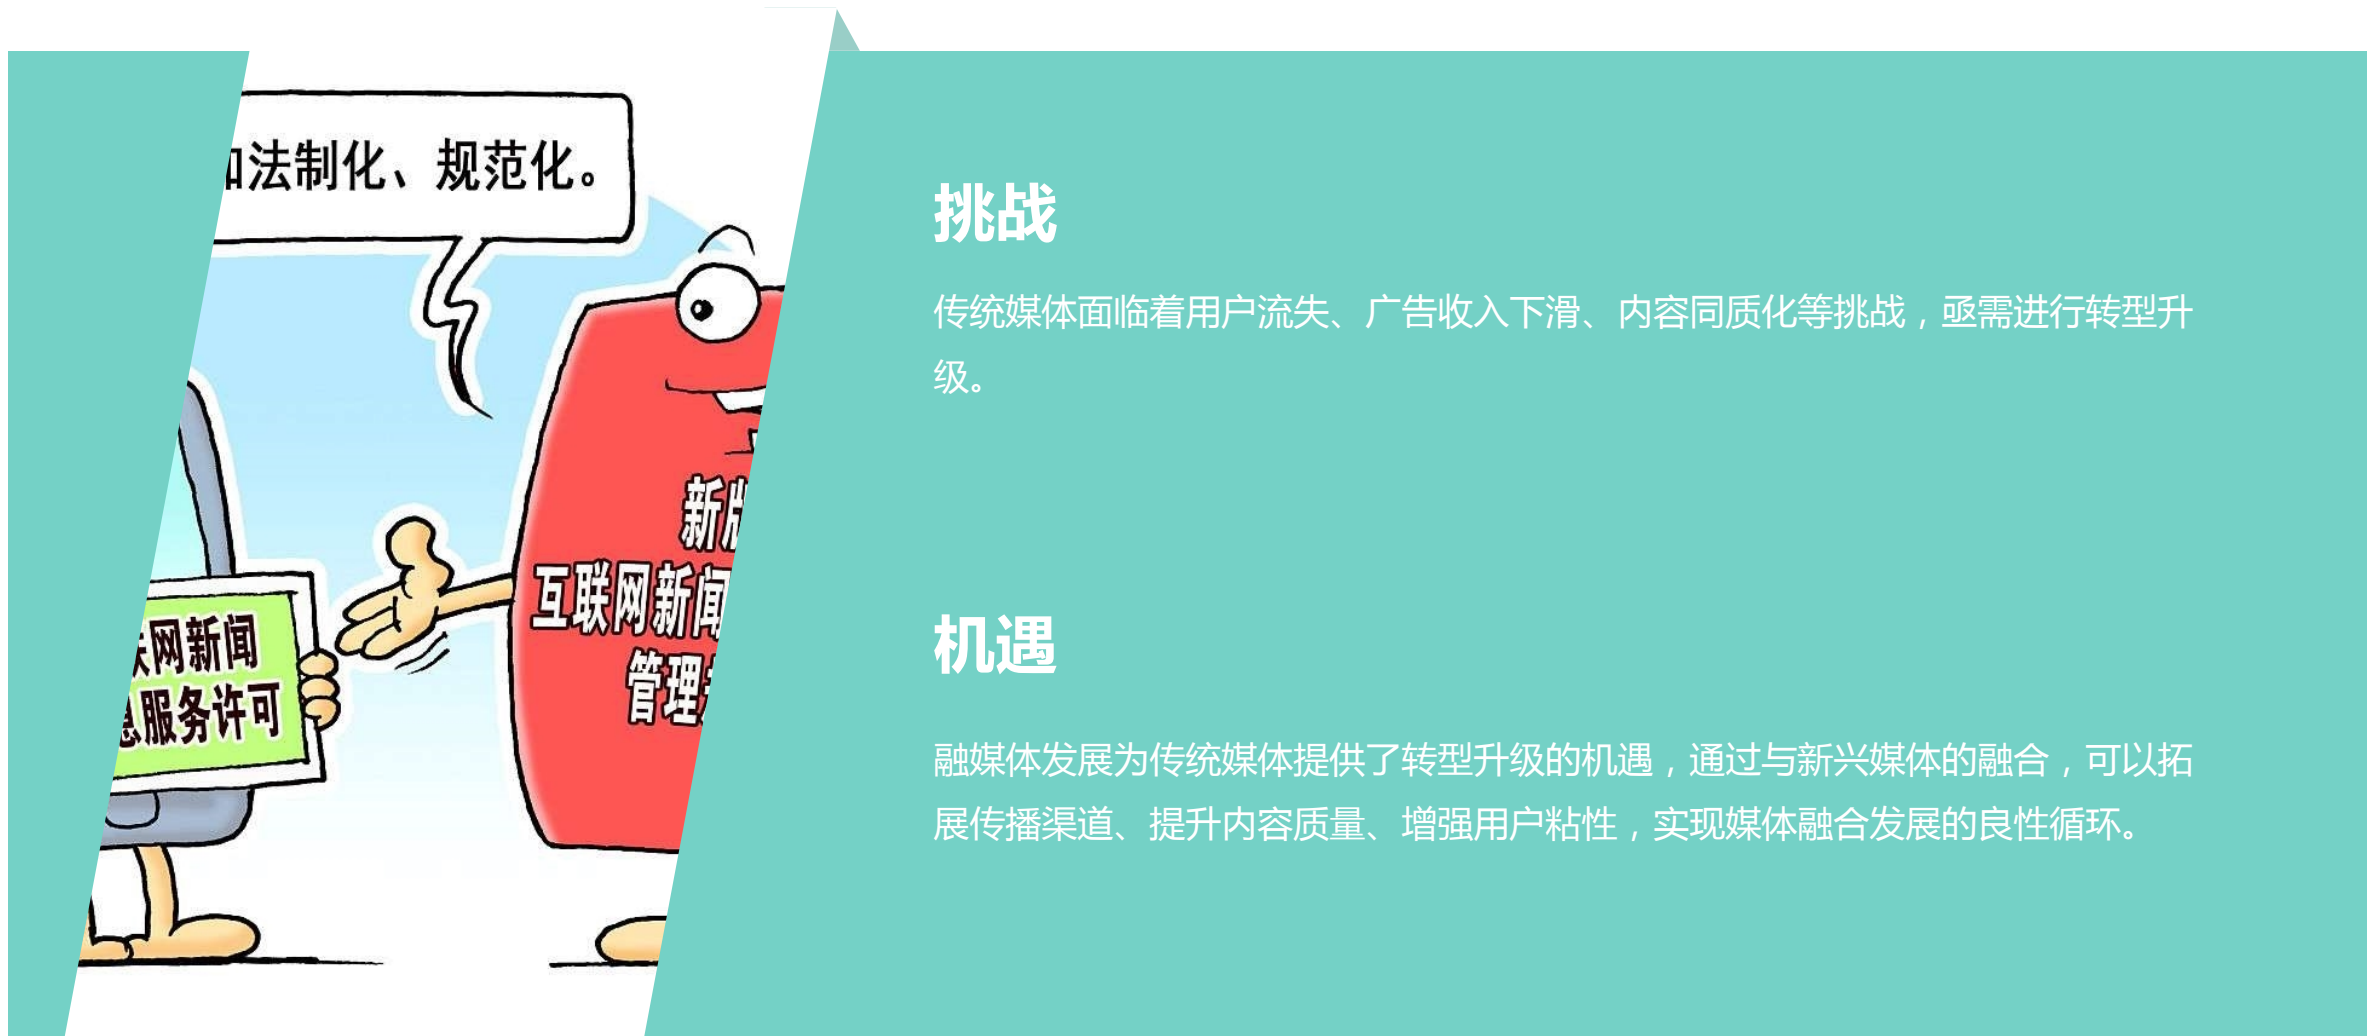 法制化、规范化。
新
互联网新闻
管理
网新闻
服务许可
挑战
传统媒体面临着用户流失、广告收入下滑、内容同质化等挑战，亟需进行转型升
级。
机遇
融媒体发展为传统媒体提供了转型升级的机遇，通过与新兴媒体的融合，可以拓
展传播渠道、提升内容质量、增强用户粘性，实现媒体融合发展的良性循环。